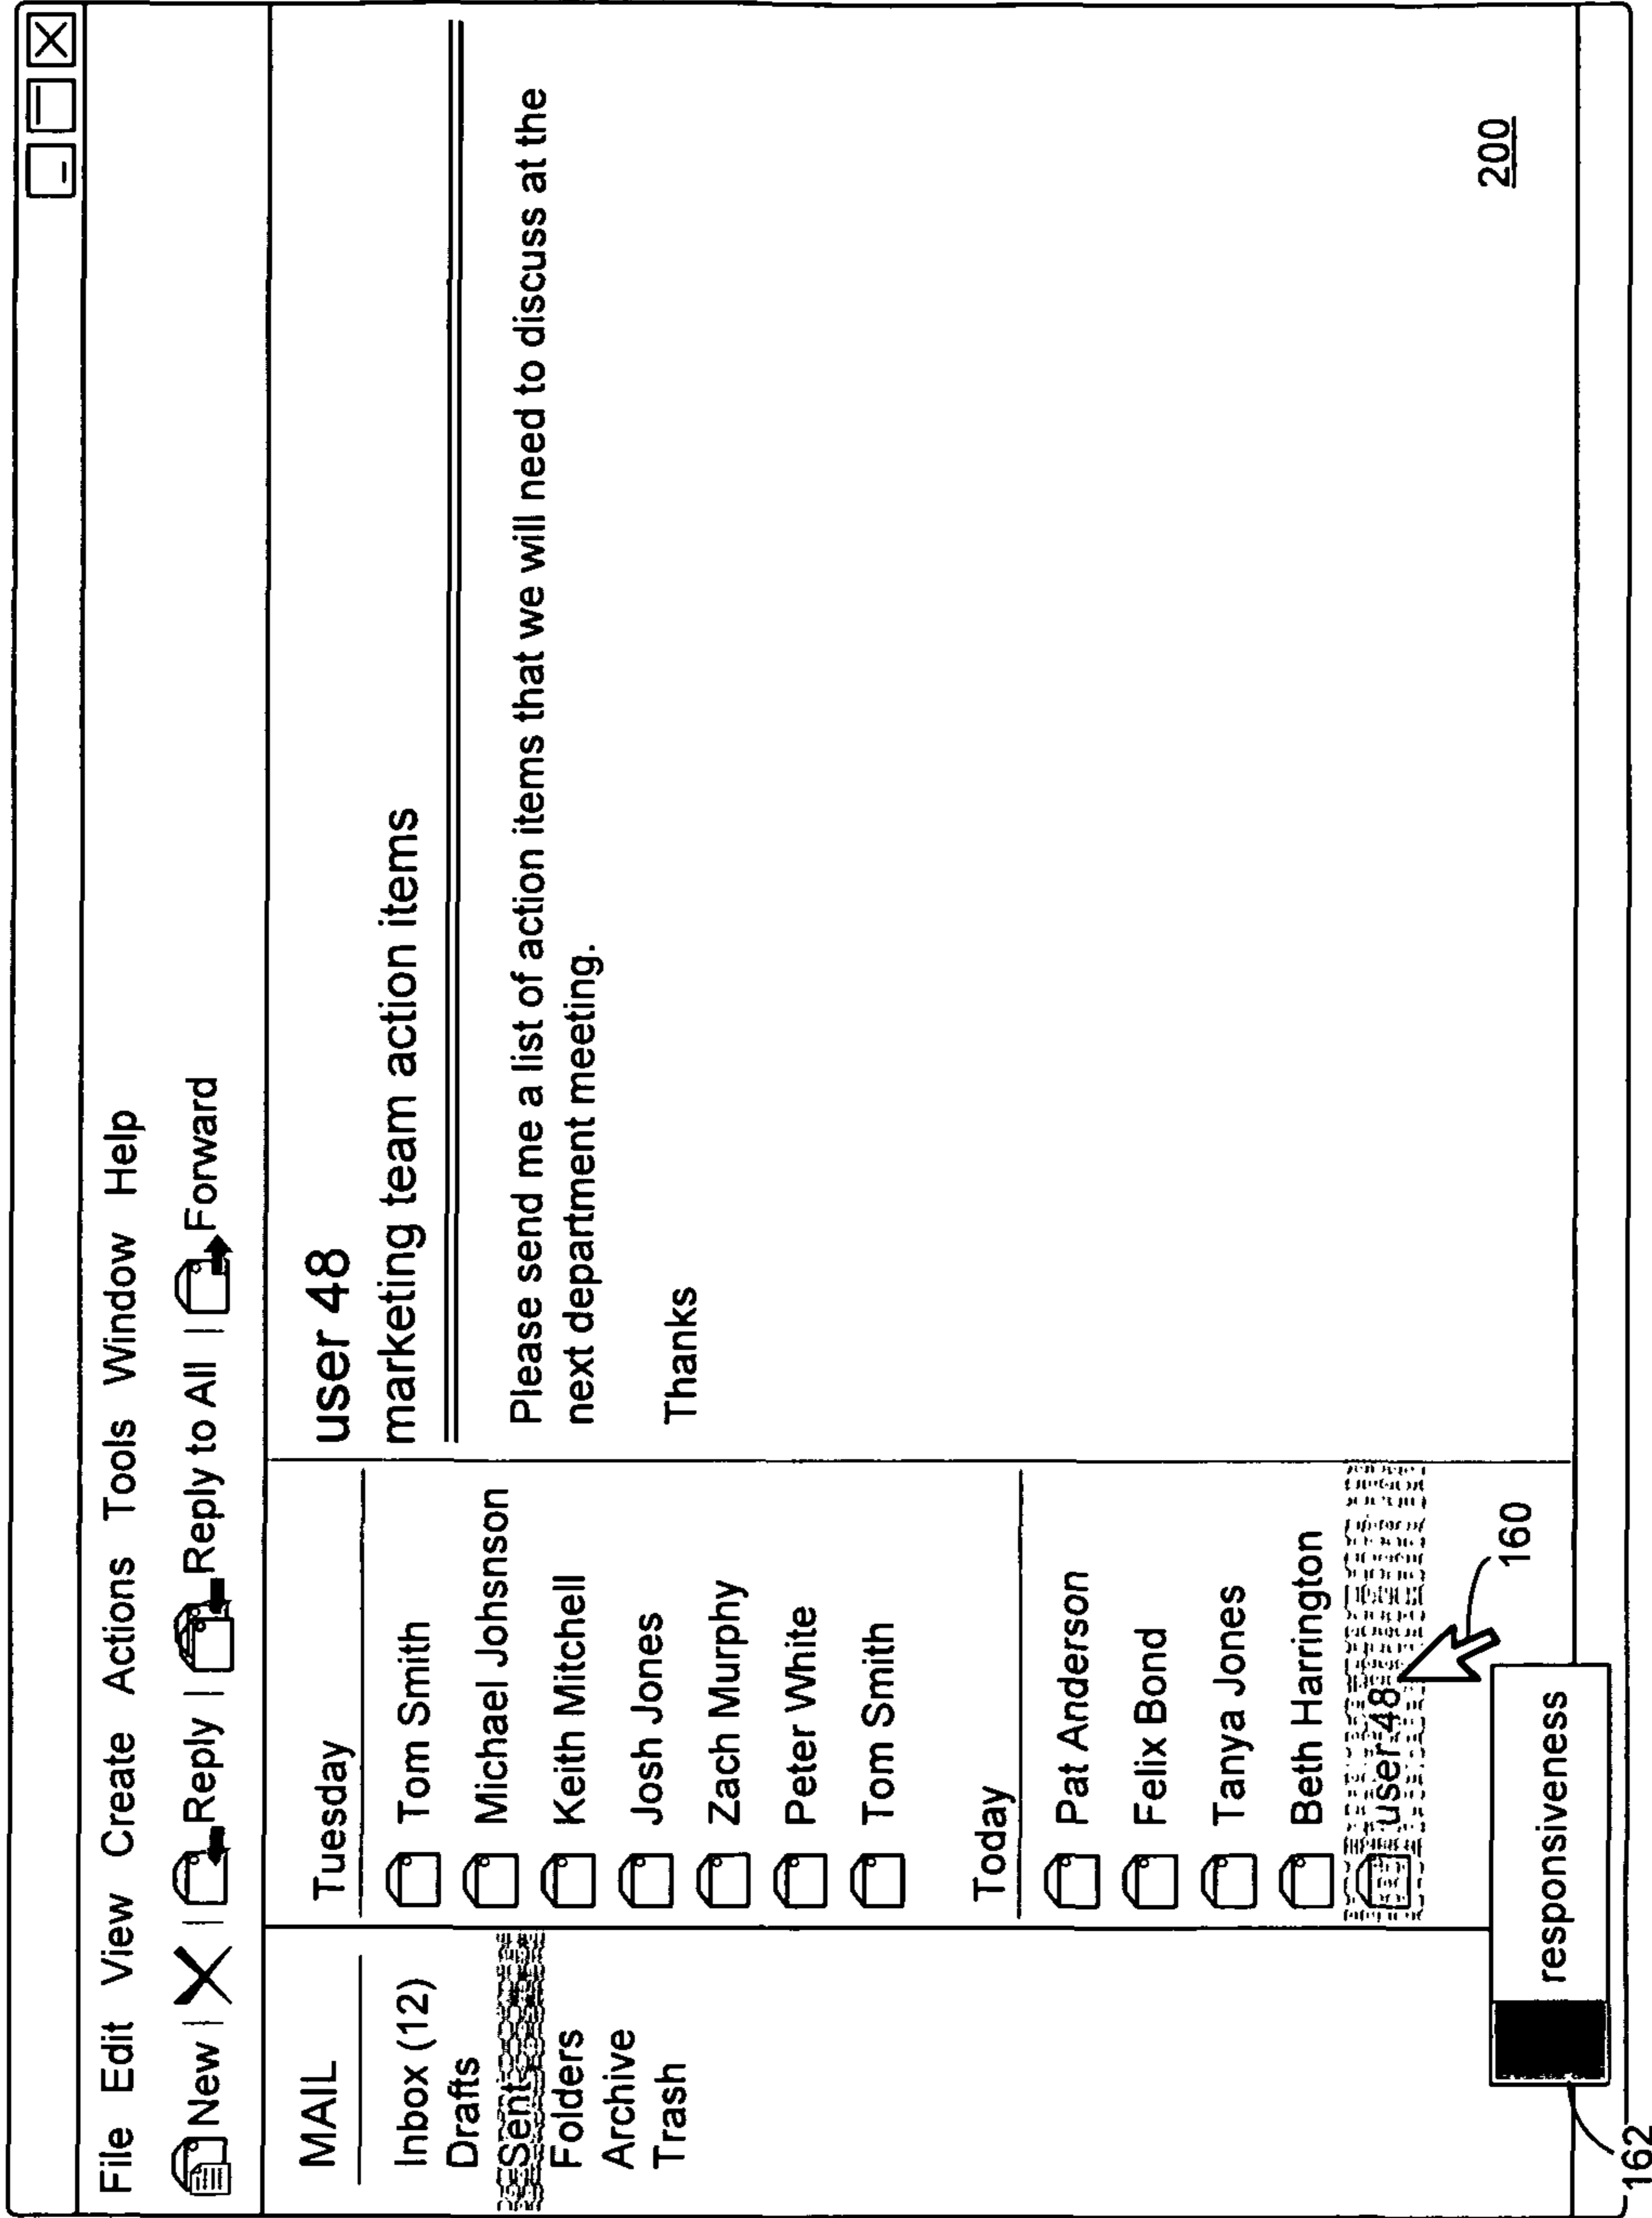 File Edit View Create Actions Tools Window Help
New | | Reply | Reply to All | Forward
MAIL
Inbox (12)
Drafts
Sent
Folders
Archive
Trash
Tuesday
Tom Smith
Michael Johsnson
Keith Mitchell
Josh Jones
Zach Murphy
Peter White
Tom Smith
Today
Pat Anderson
Felix Bond
Tanya Jones
Beth Harrington
user 48
160
responsiveness
162
user 48
marketing team action items
Please send me a list of action items that we will need to discuss at the
next department meeting.
Thanks
200